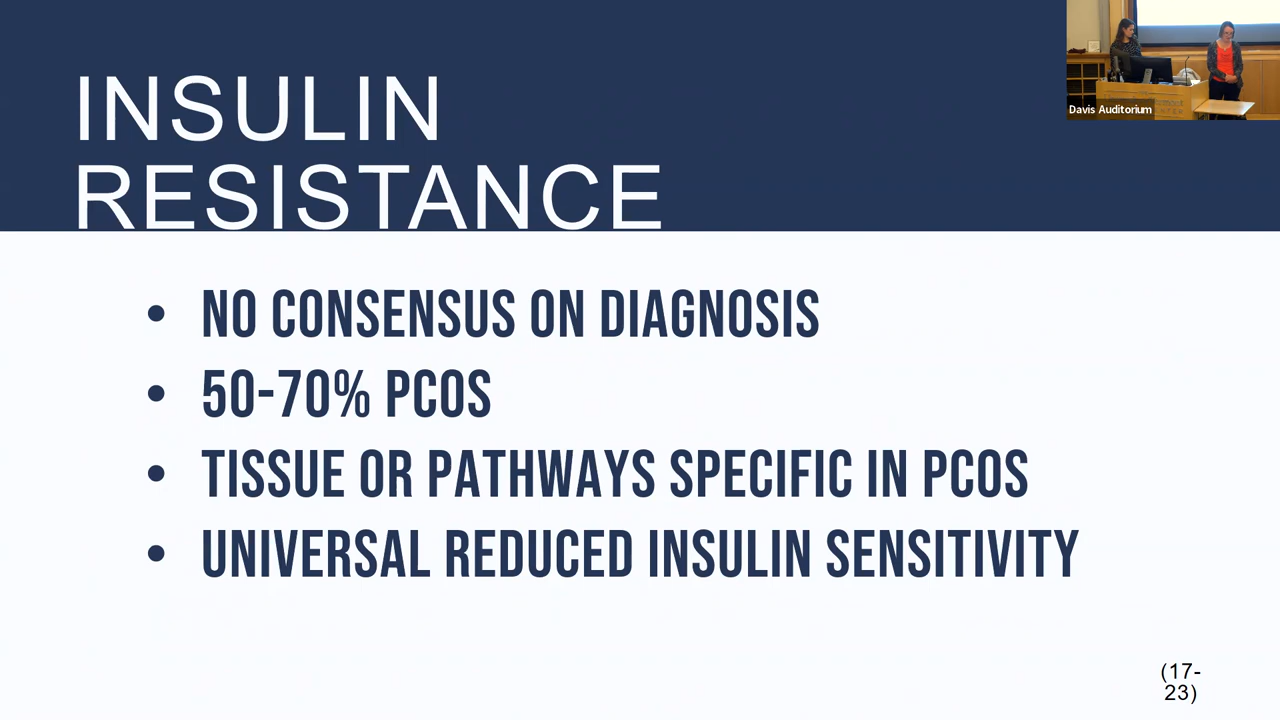 INSULIN
RESISTANCE
Davis Auditorium
• NO CONSENSUS ON DIAGNOSIS
• 50-70% PCOS
• TISSUE OR PATHWAYS SPECIFIC IN PCOS
• UNIVERSAL REDUCED INSULIN SENSITIVITY
(17-
23)